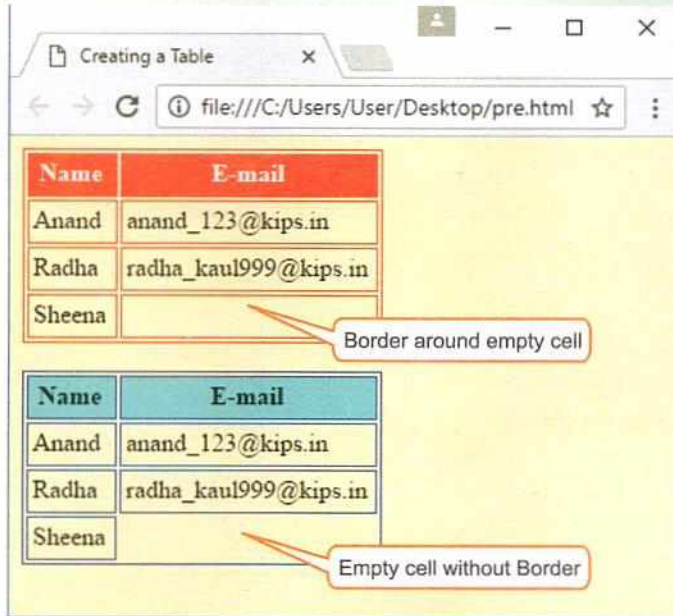 Creating a Table
file:///C:/Users/User/Desktop/pre.html
Name E-mail
Anand anand_123@kips.in
Radha radha_kaul999@kips.in
Sheena
Border around empty cell
Name E-mail
Anand anand_123@kips.in
Radha radha_kaul999@kips.in
Sheena
Empty cell without Border